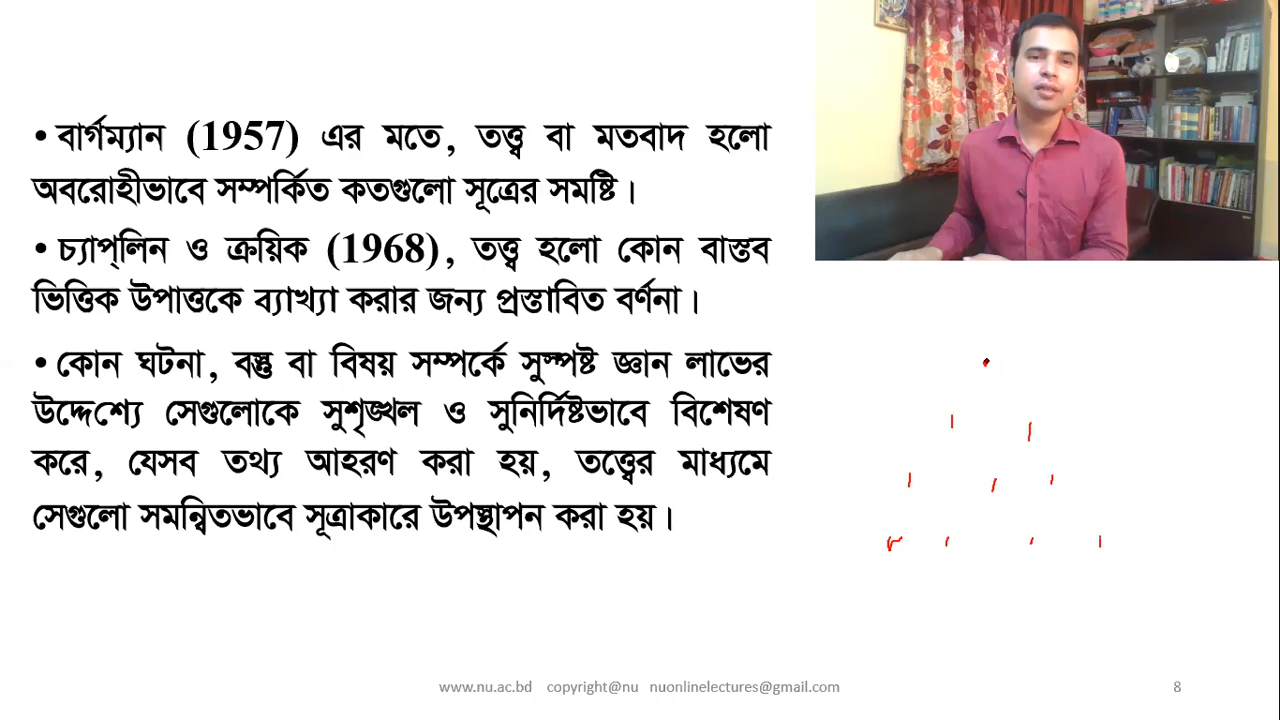 • বার্গম্যান (1957) এর মতে, তত্ত্ব বা মতবাদ হলো
অবরোহীভাবে সম্পর্কিত কতগুলো সূত্রের সমষ্টি।
• চ্যাপ্‌লিন ও ক্রয়িক (1968), তত্ত্ব হলো কোন বাস্তব
ভিত্তিক উপাত্তকে ব্যাখ্যা করার জন্য প্রস্তাবিত বর্ণনা।
• কোন ঘটনা, বস্তু বা বিষয় সম্পর্কে সুস্পষ্ট জ্ঞান লাভের
উদ্দেশ্যে সেগুলোকে সুশৃঙ্খল ও সুনির্দিষ্টভাবে বিশেষণ
করে, যেসব তথ্য আহরণ করা হয়, তত্ত্বের মাধ্যমে
সেগুলো সমন্বিতভাবে সূত্রাকারে উপস্থাপন করা হয়।
www.nu.ac.bd copyright@nu nuonlinelectures@gmail.com 8